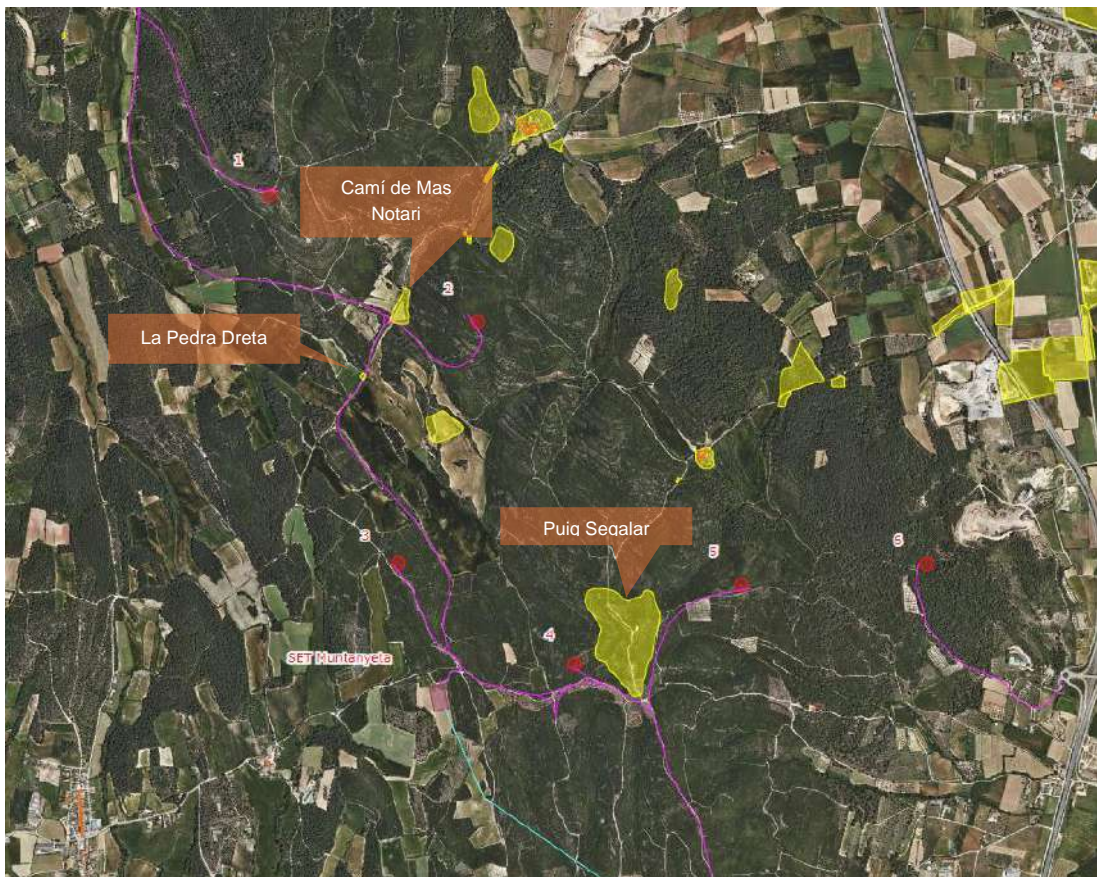 1
Camí de Mas
Notari
2
La Pedra Dreta
Puig Segalar
3
5
6
4
SET Muntanyeta